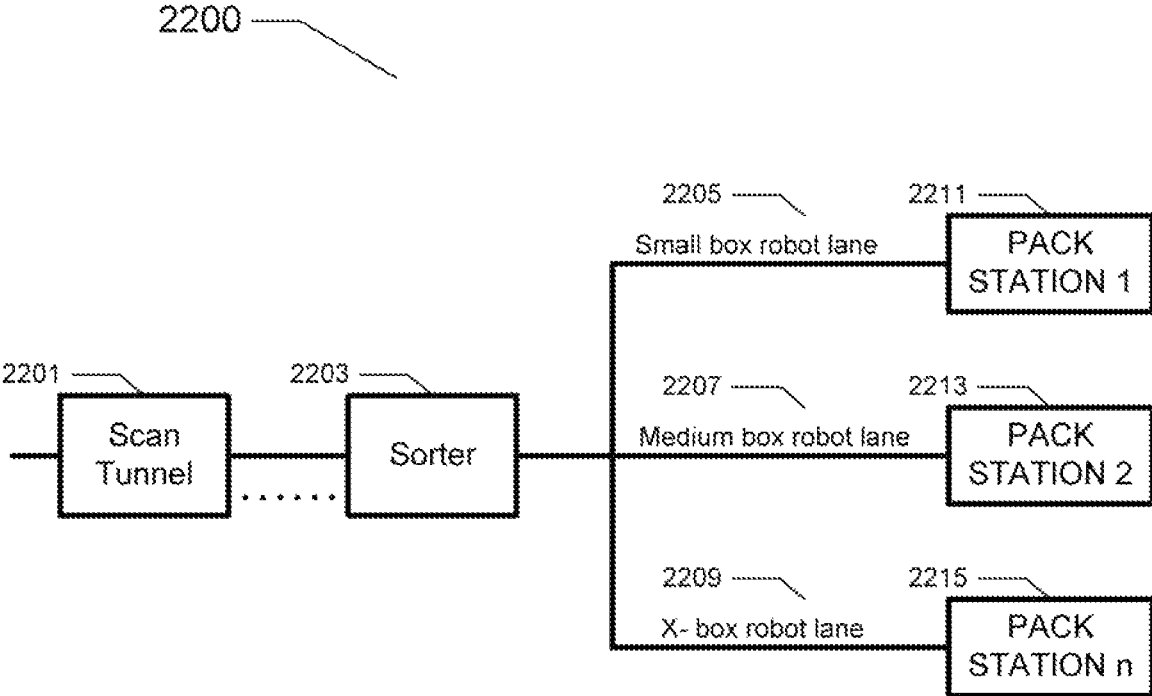 2200
2205
2211
Small box robot lane
PACK
STATION 1
2201
2203
2207
2213
Scan
Tunnel
Sorter
Medium box robot lane
PACK
STATION 2
2209
2215
X- box robot lane
PACK
STATION n